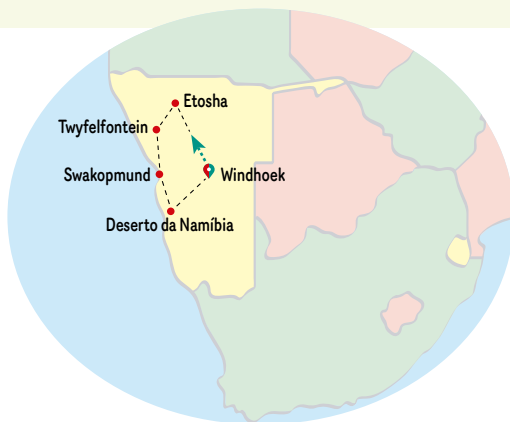 Etosha
Twyfelfontein
Swakopmund
Windhoek
Deserto da Namíbia